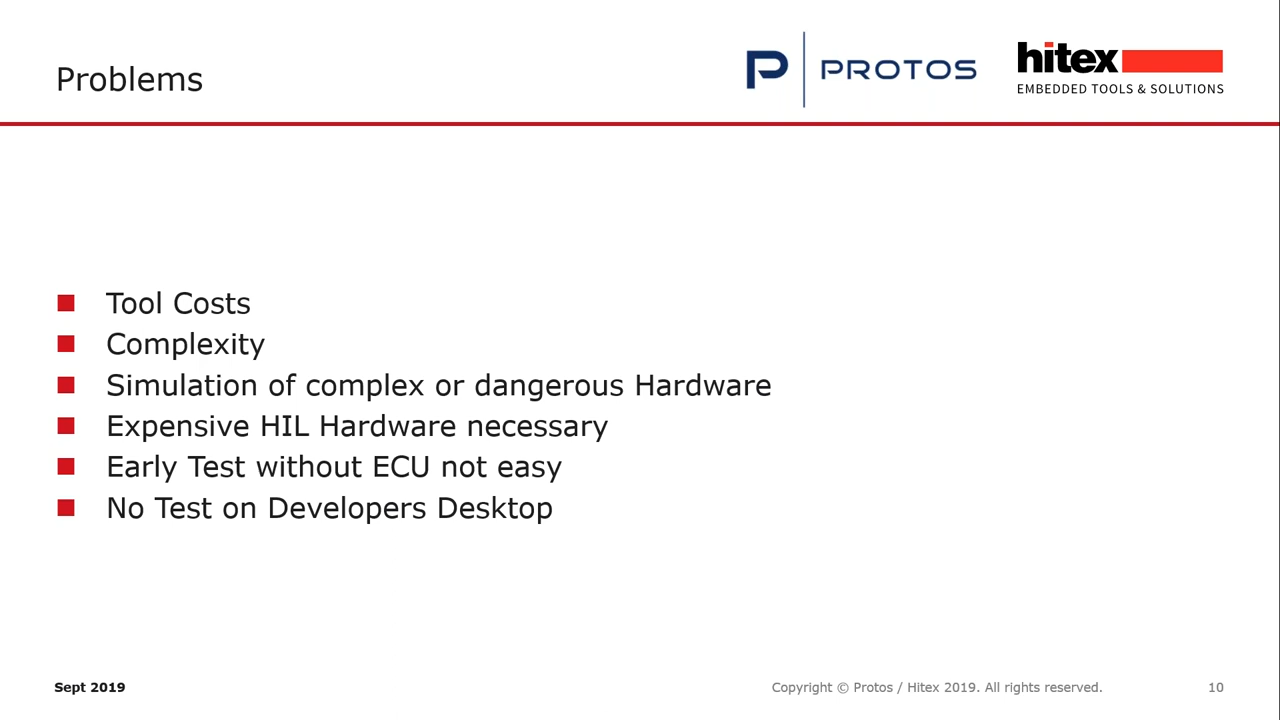 Problems
P PROTOS
hitex
EMBEDDED TOOLS & SOLUTIONS
Tool Costs
Complexity
Simulation of complex or dangerous Hardware
Expensive HIL Hardware necessary
Early Test without ECU not easy
No Test on Developers Desktop
Sept 2019
Copyright © Protos / Hitex 2019. All rights reserved.
10